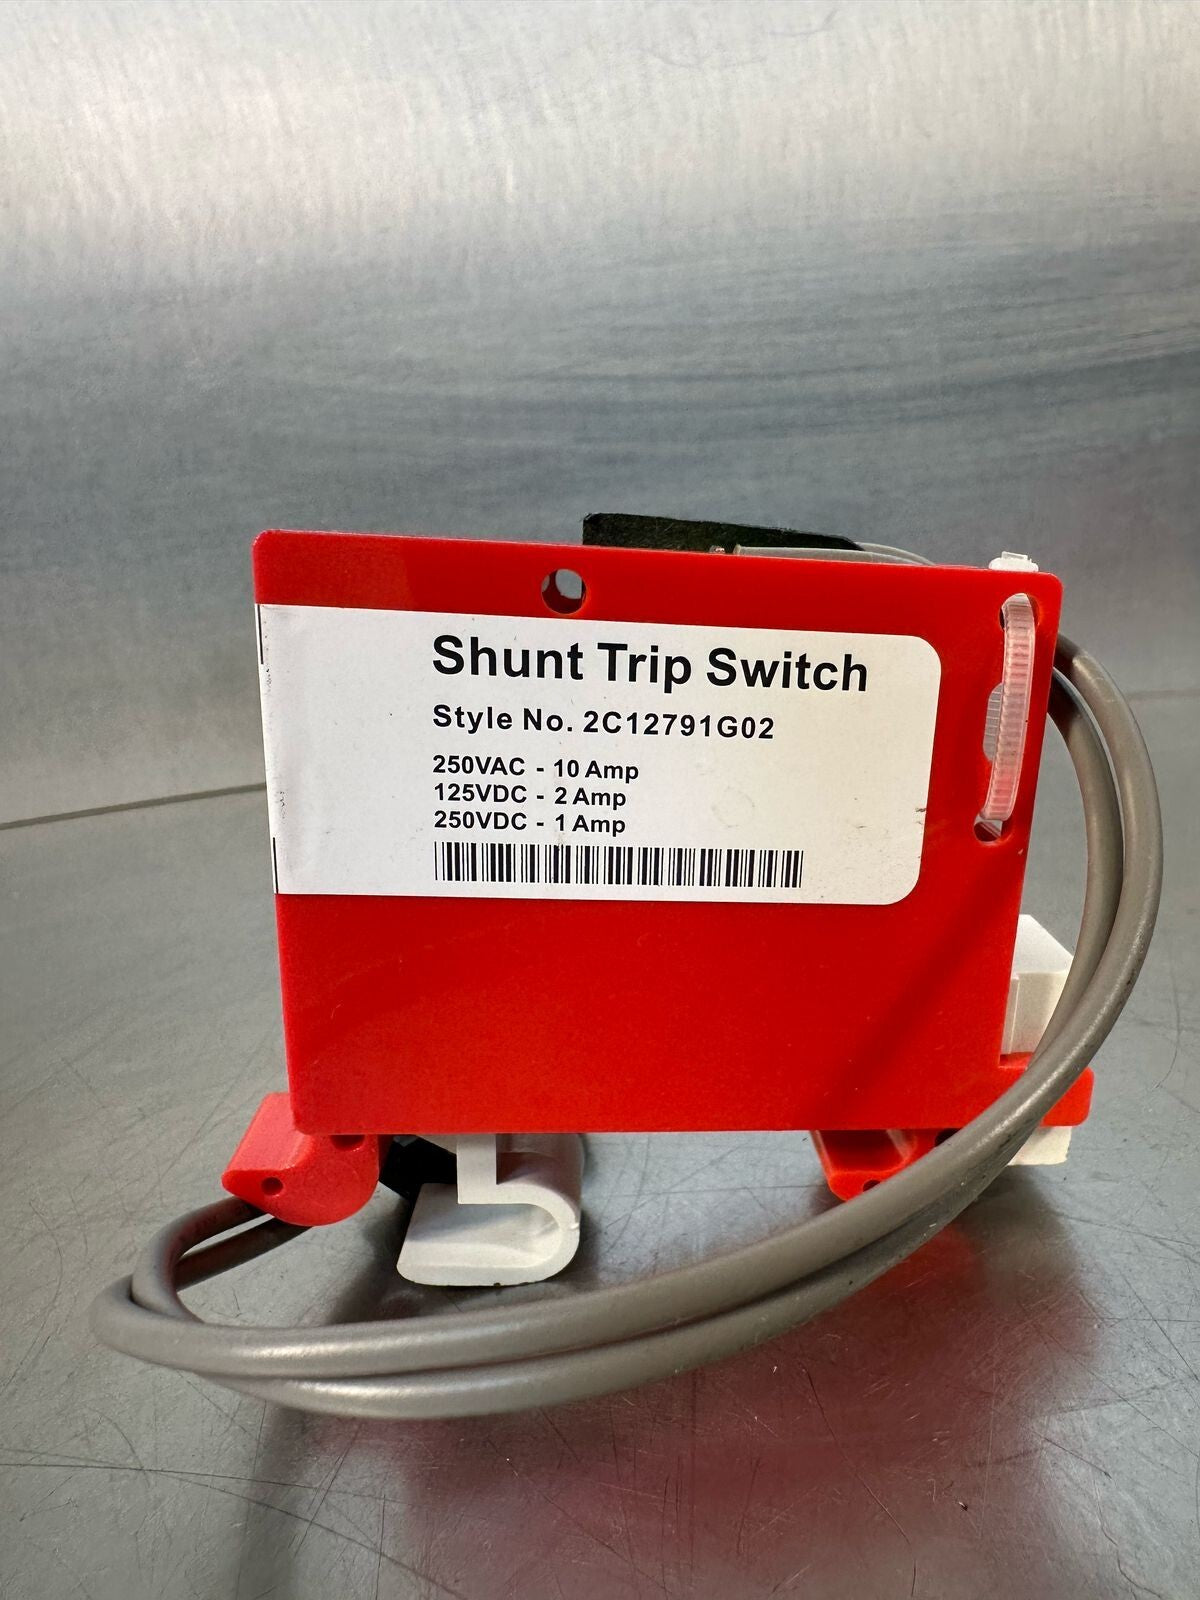 Shunt Trip Switch
Style No. 2C12791G02
250VAC - 10 Amp
125VDC - 2 Amp
250VDC - 1 Amp